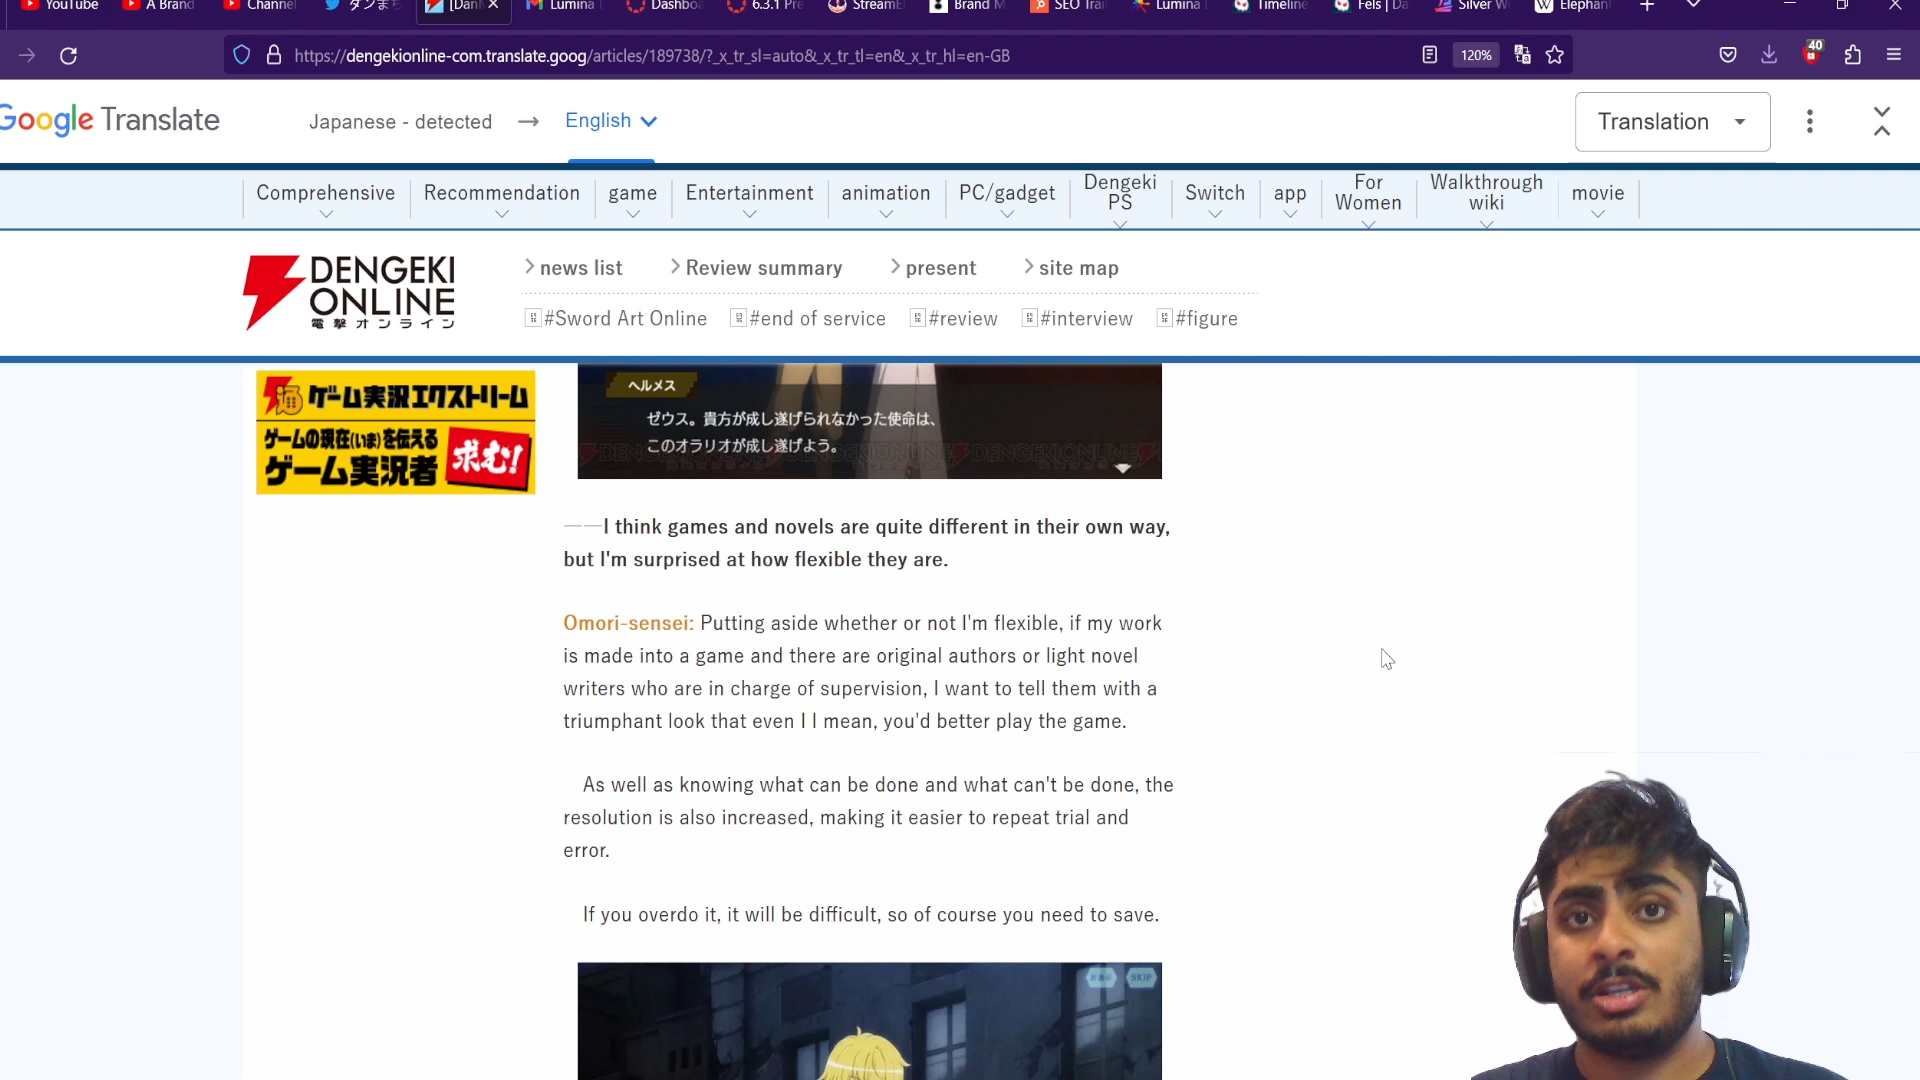 YouTube
A Brand
Channel
ダンまち
[Dan
Lumina
Dashboa
6.3.1 Pre
StreamEl
Brand M
SEO Trai
Lumina
Timeline
Fels | Da
Silver W
Elephant
https://dengekionline-com.translate.goog/articles/189738/?_x_tr_sl=auto&_x_tr_tl=en&_x_tr_hl=en-GB
120%
40
Google Translate
Japanese - detected → English
Translation
Comprehensive
Recommendation
game
Entertainment
animation
PC/gadget
Dengeki
PS
Switch
app
For
Women
Walkthrough
wiki
movie
DENGEKI
ONLINE
電撃オンライン
news list
Review summary
present
site map
#Sword Art Online
#end of service
#review
#interview
#figure
ゲーム実況エクストリーム
ゲームの現在(いま)を伝える
ゲーム実況者 求む!
ヘルメス
ゼウス。貴方が成し遂げられなかった使命は、
このオラリオが成し遂げよう。
DENGEKIONLINE
——I think games and novels are quite different in their own way,
but I'm surprised at how flexible they are.
Omori-sensei: Putting aside whether or not I'm flexible, if my work
is made into a game and there are original authors or light novel
writers who are in charge of supervision, I want to tell them with a
triumphant look that even I I mean, you'd better play the game.
As well as knowing what can be done and what can't be done, the
resolution is also increased, making it easier to repeat trial and
error.
If you overdo it, it will be difficult, so of course you need to save.
SKIP